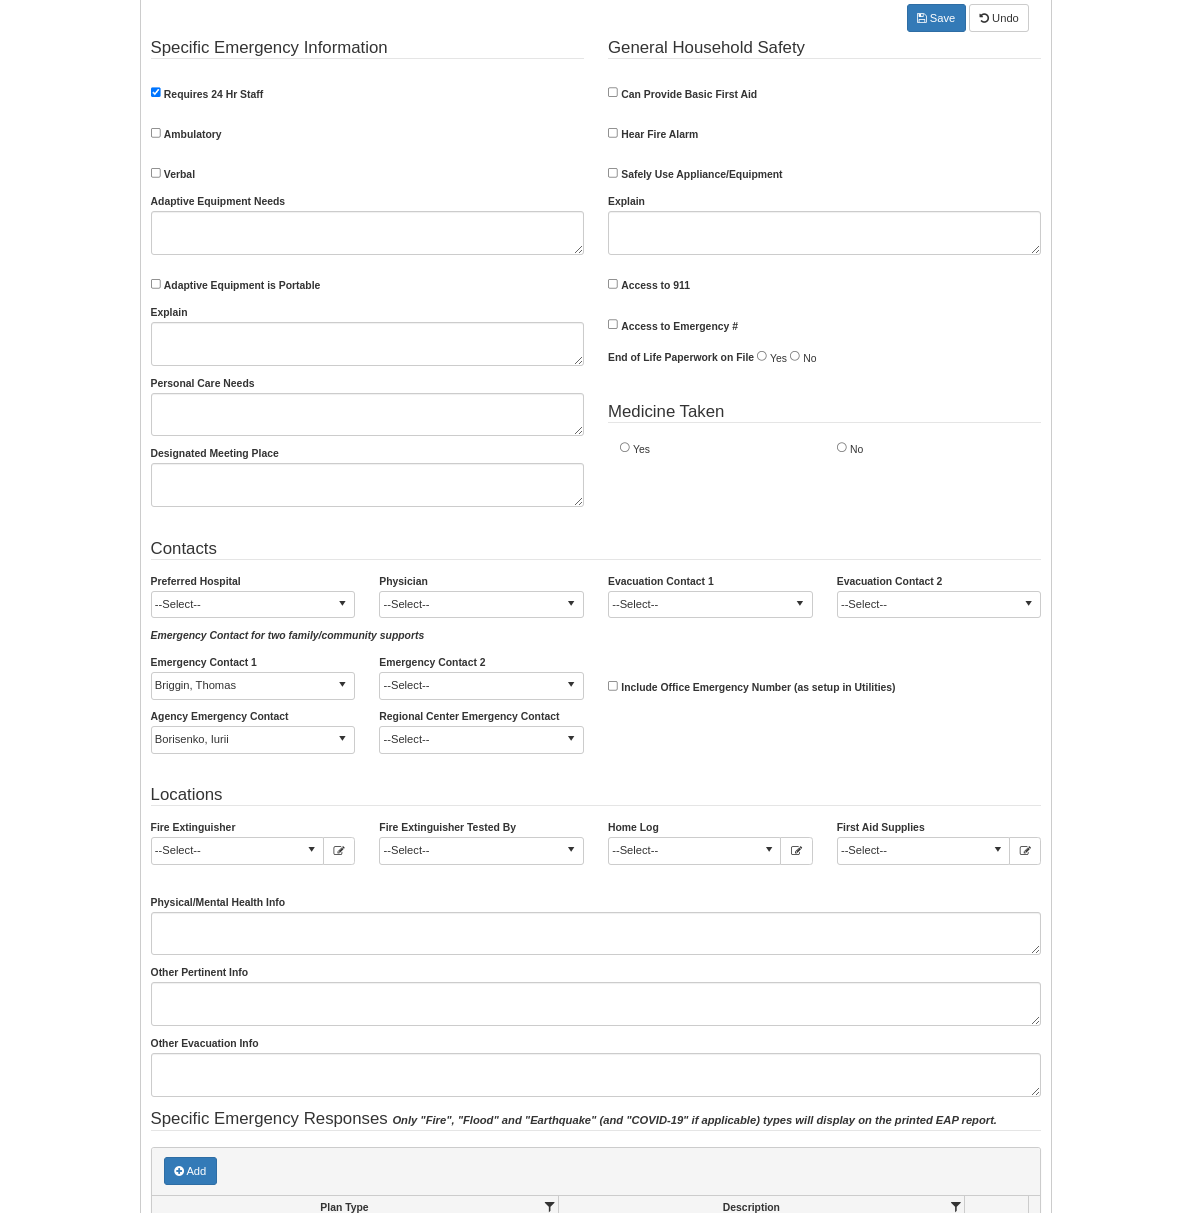 Save Undo
Specific Emergency Information
Requires 24 Hr Staff
Ambulatory
Verbal
Adaptive Equipment Needs
Adaptive Equipment is Portable
Explain
Personal Care Needs
Designated Meeting Place
General Household Safety
Can Provide Basic First Aid
Hear Fire Alarm
Safely Use Appliance/Equipment
Explain
Access to 911
Access to Emergency #
End of Life Paperwork on File Yes No
Medicine Taken
Yes No
Contacts
Preferred Hospital Physician Evacuation Contact 1 Evacuation Contact 2
--Select-- --Select-- --Select-- --Select--
Emergency Contact for two family/community supports
Emergency Contact 1 Emergency Contact 2
Briggin, Thomas --Select-- Include Office Emergency Number (as setup in Utilities)
Agency Emergency Contact Regional Center Emergency Contact
Borisenko, Iurii --Select--
Locations
Fire Extinguisher Fire Extinguisher Tested By Home Log First Aid Supplies
--Select-- --Select-- --Select-- --Select--
Physical/Mental Health Info
Other Pertinent Info
Other Evacuation Info
Specific Emergency Responses Only "Fire", "Flood" and "Earthquake" (and "COVID-19" if applicable) types will display on the printed EAP report.
Add
Plan Type Description